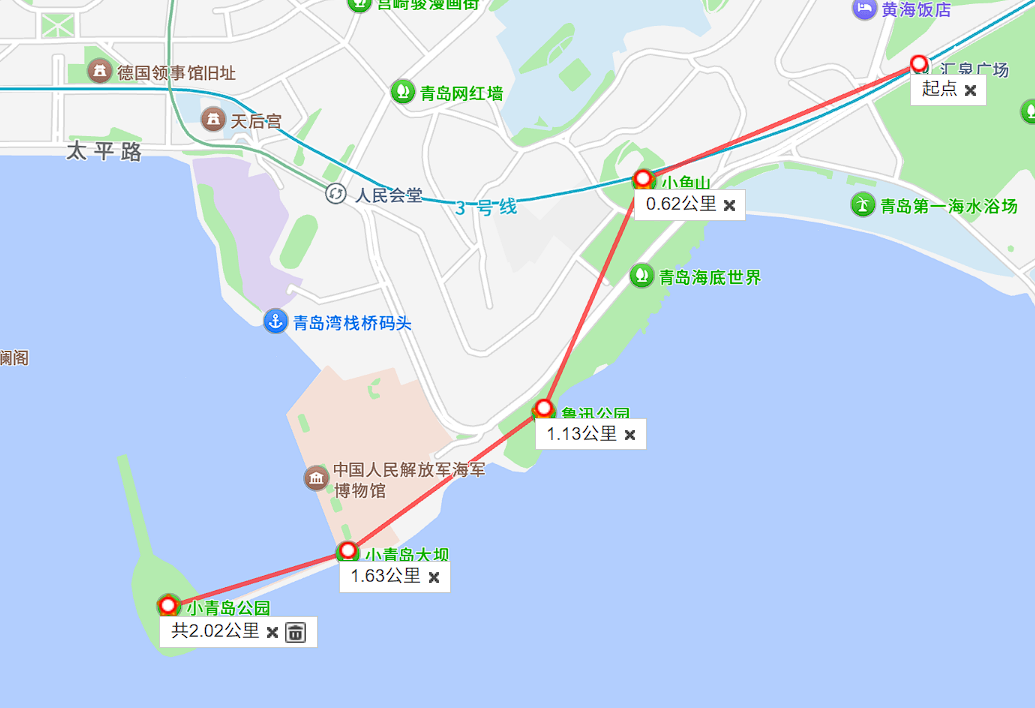 宫崎骏漫画街
黄海饭店
德国领事馆旧址
汇泉广场
起点
青岛网红墙
天后宫
太平路
小鱼山
人民会堂
0.62公里
3号线
青岛第一海水浴场
青岛海底世界
青岛湾栈桥码头
澜阁
鲁迅公园
1.13公里
中国人民解放军海军
博物馆
小青岛大坝
1.63公里
小青岛公园
共2.02公里